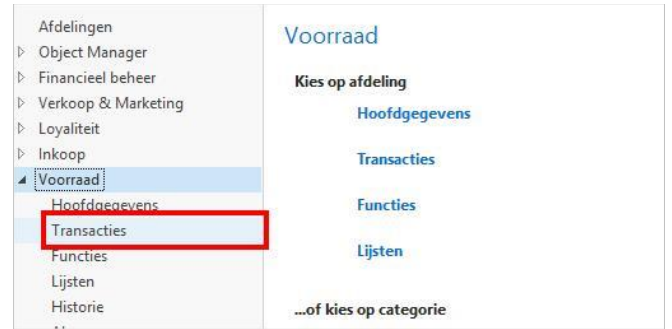 Afdelingen
Object Manager
Financieel beheer
Verkoop & Marketing
Loyaliteit
Inkoop
Voorraad
Hoofdgegevens
Transacties
Functies
Lijsten
Historie
Voorraad
Kies op afdeling
Hoofdgegevens
Transacties
Functies
Lijsten
...of kies op categorie